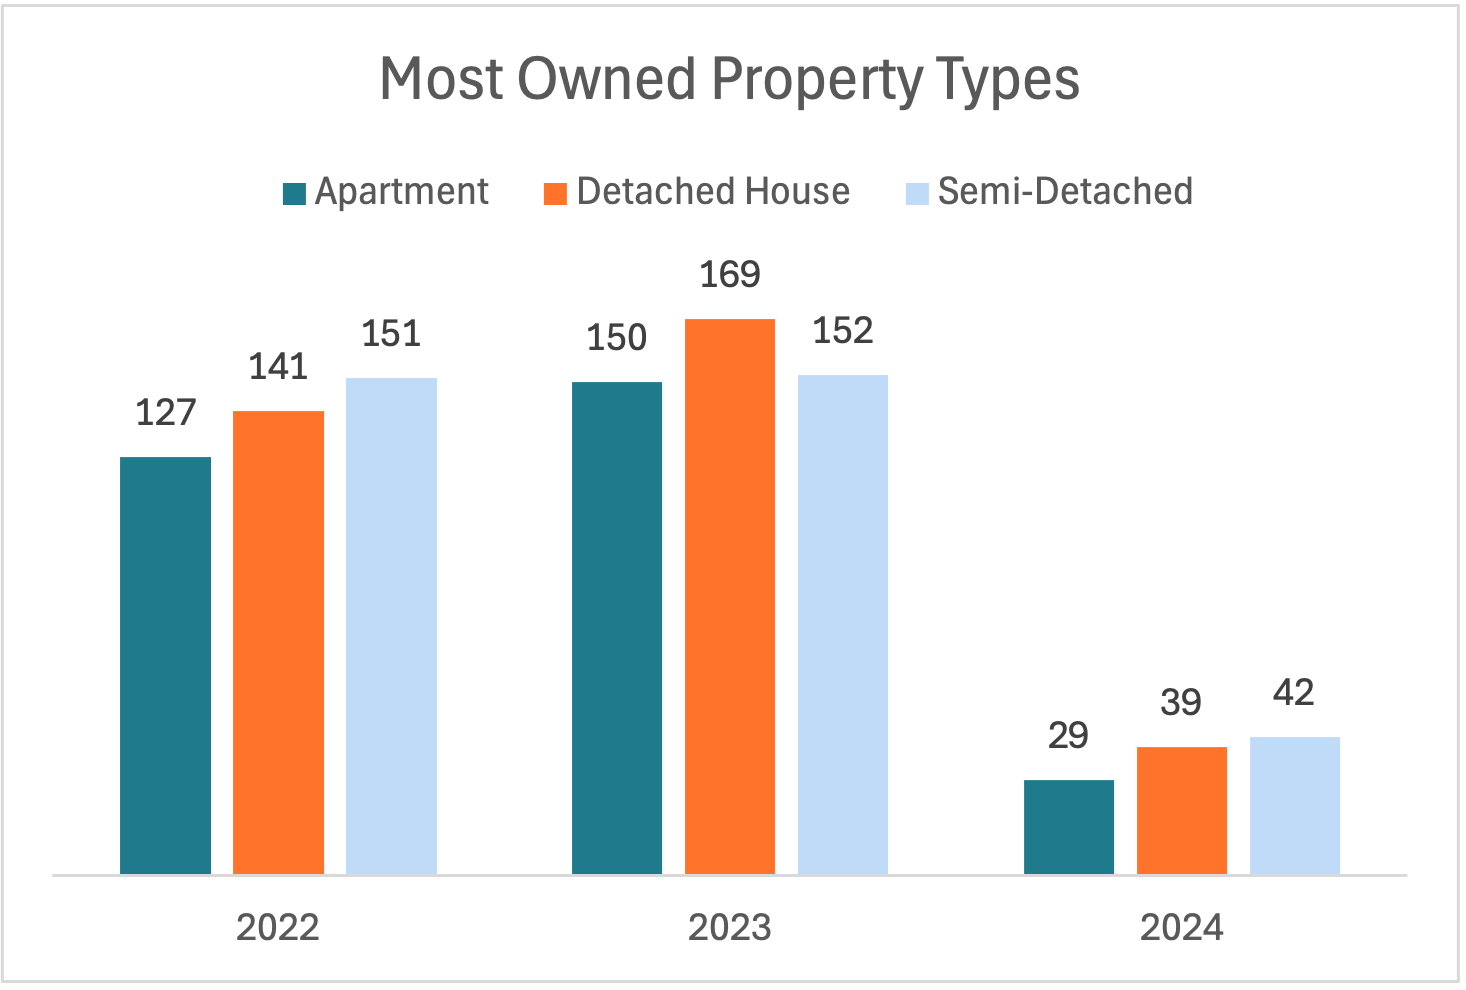 Most Owned Property Types
Apartment Detached House Semi-Detached
127 141 151 150 169 152 29 39 42
2022 2023 2024